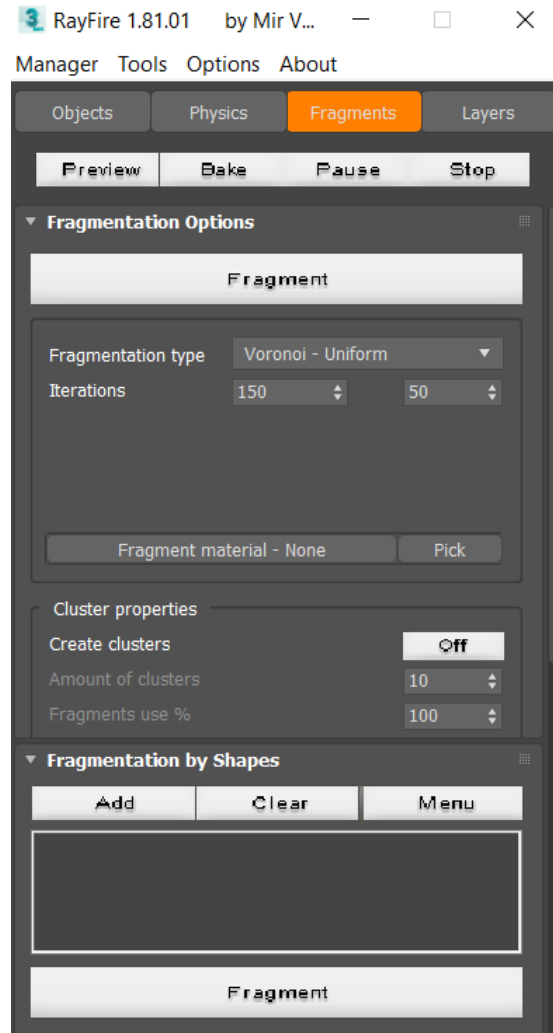 RayFire 1.81.01 by Mir V...
Manager Tools Options About
Objects Physics Fragments Layers
Preview Bake Pause Stop
Fragmentation Options
Fragment
Fragmentation type Voronoi - Uniform
Iterations 150 50
Fragment material - None Pick
Cluster properties
Create clusters Off
Amount of clusters 10
Fragments use % 100
Fragmentation by Shapes
Add Clear Menu
Fragment